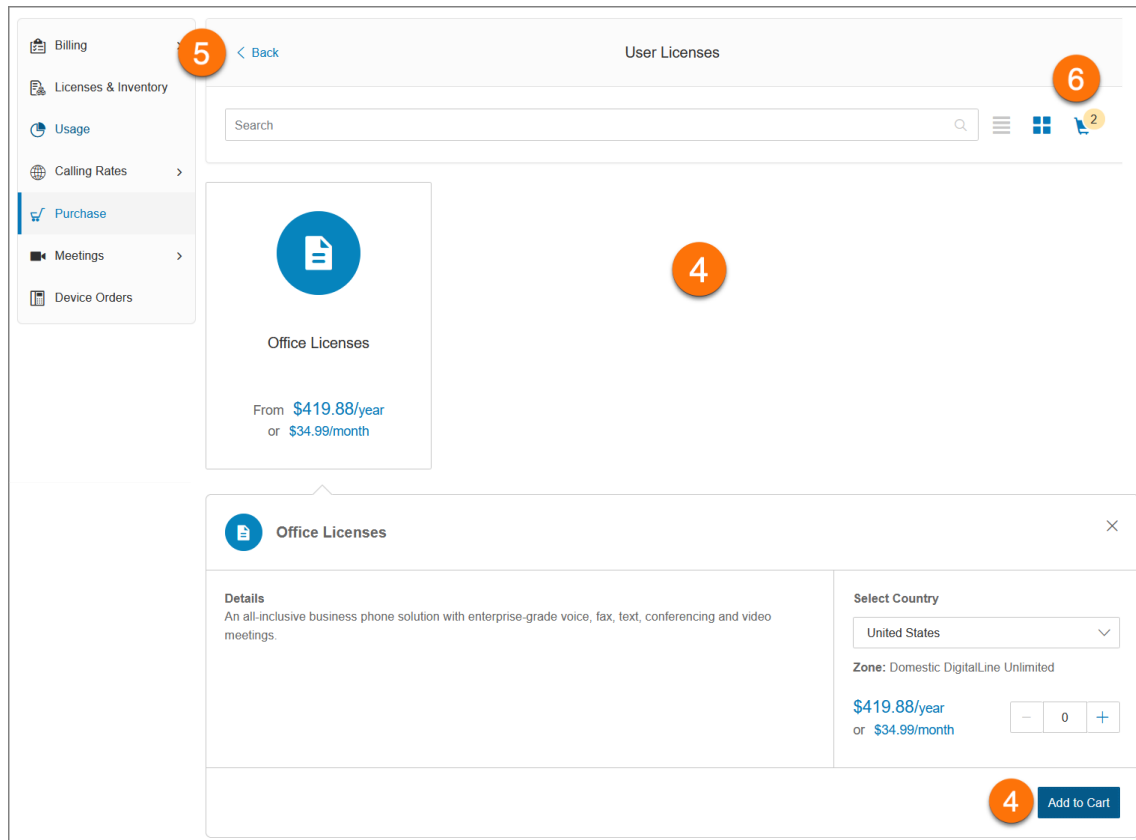 Billing
Licenses & Inventory
Usage
Calling Rates
Purchase
Meetings
Device Orders
5
Back
User Licenses
6
Search
2
Office Licenses
From $419.88/year
or $34.99/month
4
Office Licenses
Details
An all-inclusive business phone solution with enterprise-grade voice, fax, text, conferencing and video
meetings.
Select Country
United States
Zone: Domestic DigitalLine Unlimited
$419.88/year
or $34.99/month
0
4
Add to Cart